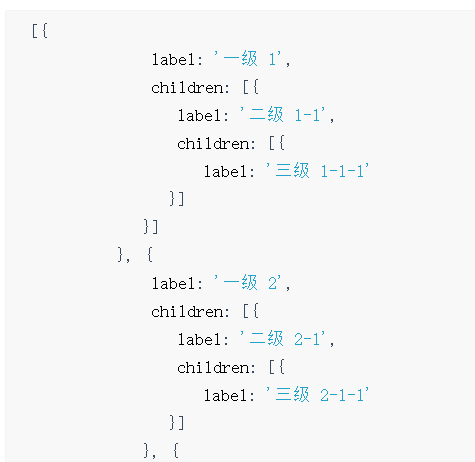 [{
label: '一级 1',
children: [{
label: '二级 1-1',
children: [{
label: '三级 1-1-1'
}]
}]
}, {
label: '一级 2',
children: [{
label: '二级 2-1',
children: [{
label: '三级 2-1-1'
}]
}, {